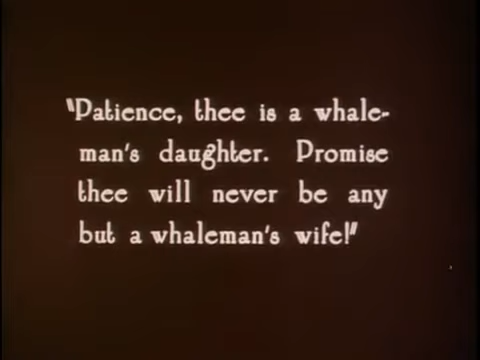 "Patience, thee is a whale-
man's daughter. Promise
thee will never be any
but a whaleman's wife!"